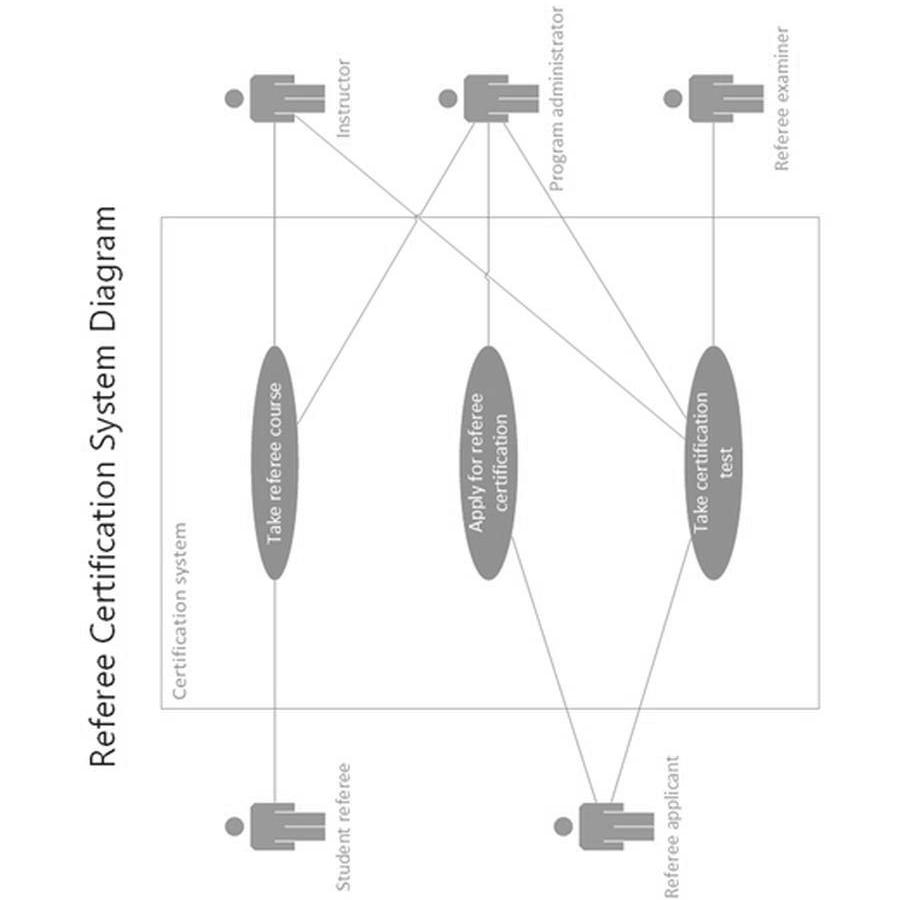 Referee Certification System Diagram
Certification system
Student referee
Take referee course
Instructor
Apply for referee
certification
Program administrator
Referee applicant
Take certification
test
Referee examiner